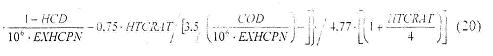 · (1-HCD)/(10⁶·EXHCPN) - 0.75·HTCRAT/[3.5/(COD/(10⁶·EXHCPN)-]]/4.77·[(1+HTCRAT/4)] (20)